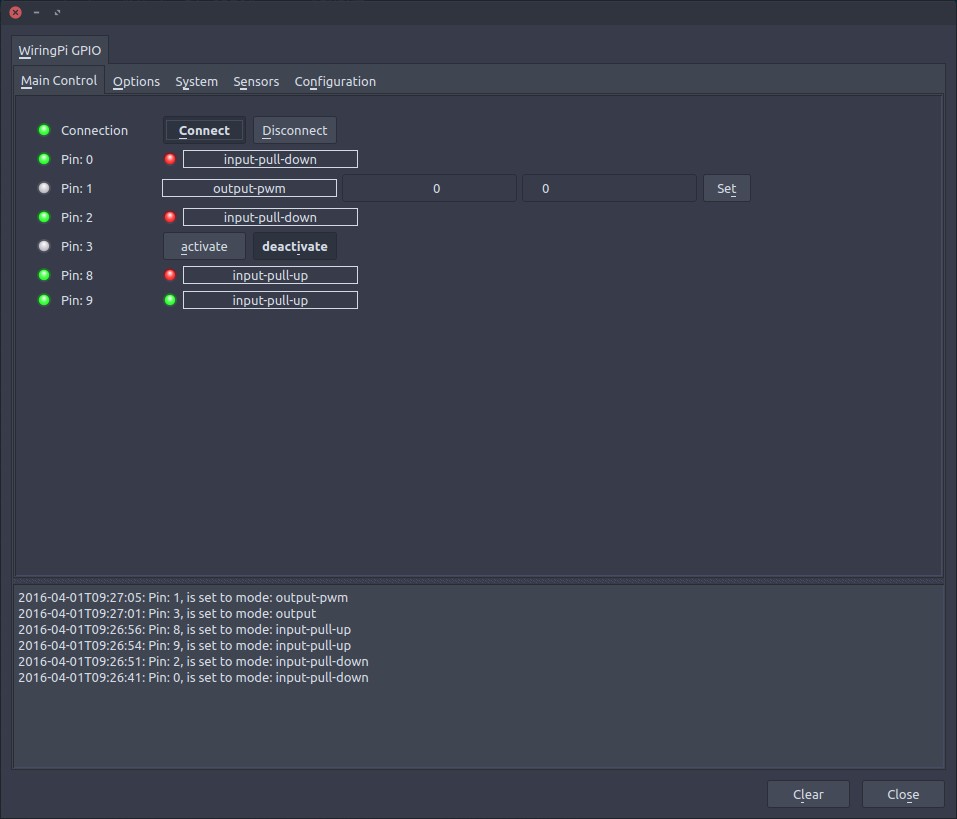 WiringPi GPIO
Main Control Options System Sensors Configuration
Connection Connect Disconnect
Pin: 0 input-pull-down
Pin: 1 output-pwm 0 0 Set
Pin: 2 input-pull-down
Pin: 3 activate deactivate
Pin: 8 input-pull-up
Pin: 9 input-pull-up
2016-04-01T09:27:05: Pin: 1, is set to mode: output-pwm
2016-04-01T09:27:01: Pin: 3, is set to mode: output
2016-04-01T09:26:56: Pin: 8, is set to mode: input-pull-up
2016-04-01T09:26:54: Pin: 9, is set to mode: input-pull-up
2016-04-01T09:26:51: Pin: 2, is set to mode: input-pull-down
2016-04-01T09:26:41: Pin: 0, is set to mode: input-pull-down
Clear Close